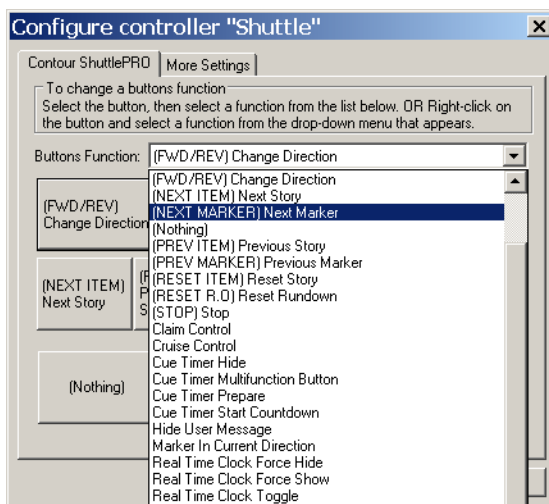 Configure controller "Shuttle"
Contour ShuttlePRO
More Settings
To change a buttons function
Select the button, then select a function from the list below. OR Right-click on
the button and select a function from the drop-down menu that appears.
Buttons Function: (FWD/REV) Change Direction
(FWD/REV) Change Direction
(NEXT ITEM) Next Story
(NEXT MARKER) Next Marker
(Nothing)
(PREV ITEM) Previous Story
(PREV MARKER) Previous Marker
(RESET ITEM) Reset Story
(RESET R.O) Reset Rundown
(STOP) Stop
Claim Control
Cruise Control
Cue Timer Hide
Cue Timer Multifunction Button
Cue Timer Prepare
Cue Timer Start Countdown
Hide User Message
Marker In Current Direction
Real Time Clock Force Hide
Real Time Clock Force Show
Real Time Clock Toggle
(FWD/REV)
Change Direction
(NEXT ITEM)
Next Story
(Nothing)